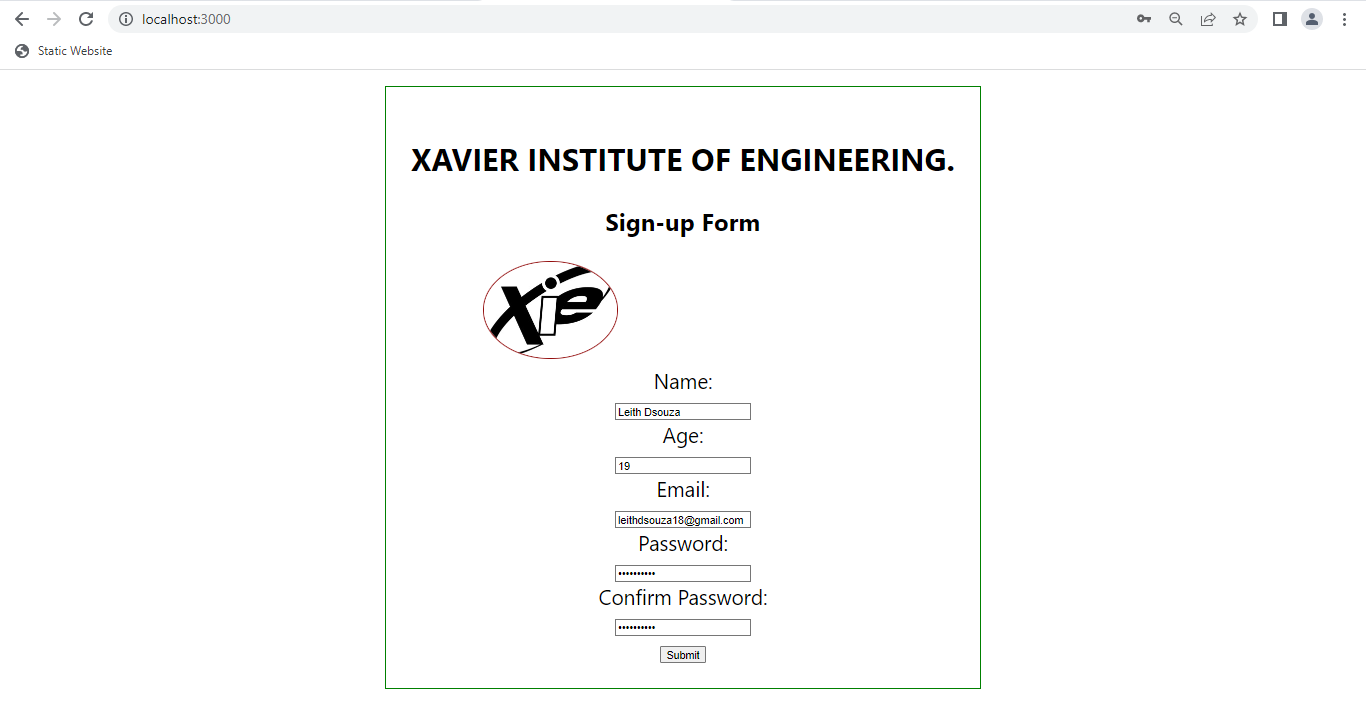 localhost:3000
Static Website
XAVIER INSTITUTE OF ENGINEERING.
Sign-up Form
Xie
Name:
Leith Dsouza
Age:
19
Email:
leithdsouza18@gmail.com
Password:
••••••••••
Confirm Password:
••••••••••
Submit